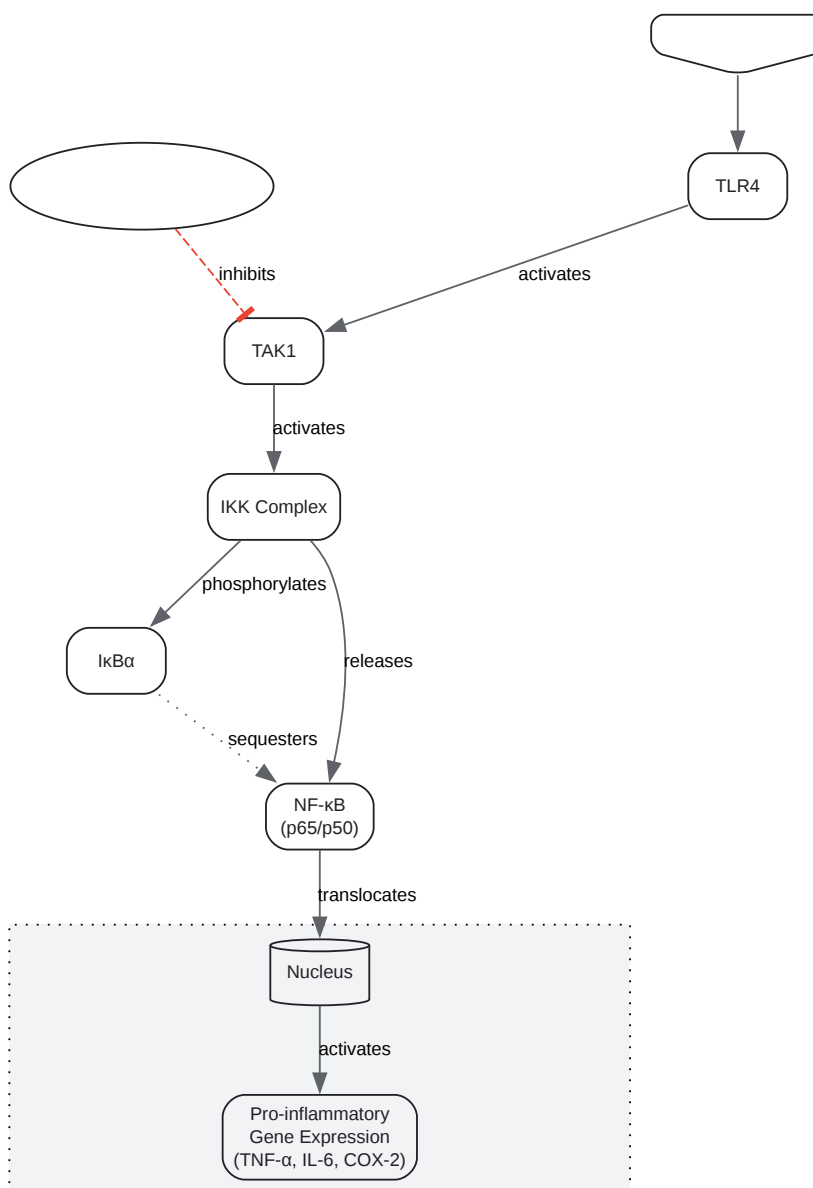 TLR4
inhibits
activates
TAK1
activates
IKK Complex
phosphorylates
IκBα
releases
sequesters
NF-κB
(p65/p50)
translocates
Nucleus
activates
Pro-inflammatory
Gene Expression
(TNF-α, IL-6, COX-2)